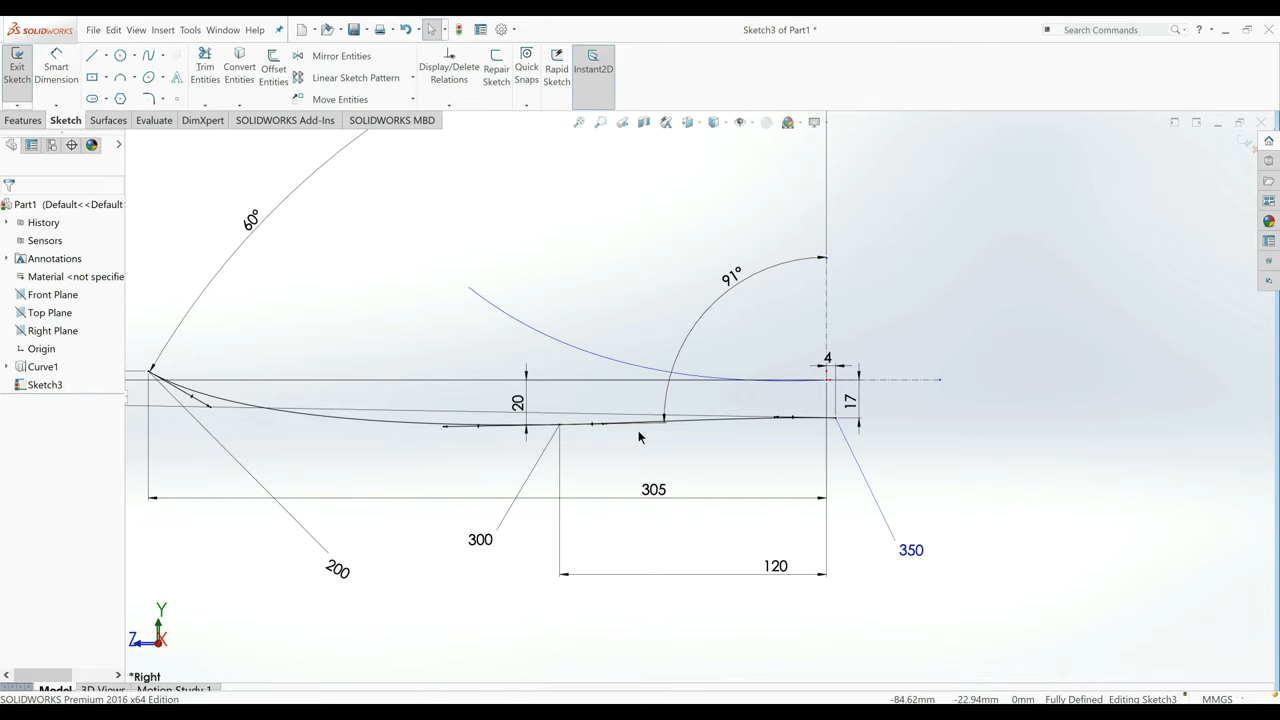 SOLIDWORKS File Edit View Insert Tools Window Help Sketch3 of Part1 * Search Commands
Exit Sketch
Smart Dimension
Trim Entities
Convert Entities
Offset Entities
Mirror Entities
Linear Sketch Pattern
Move Entities
Display/Delete Relations
Repair Sketch
Quick Snaps
Rapid Sketch
Instant2D
Features Sketch Surfaces Evaluate DimXpert SOLIDWORKS Add-Ins SOLIDWORKS MBD
Part1 (Default<<Default
History
Sensors
Annotations
Material <not specifie
Front Plane
Top Plane
Right Plane
Origin
Curve1
Sketch3
60°
91°
4
20
17
305
300
350
200
120
Y
Z X
*Right
Model 3D Views Motion Study 1
SOLIDWORKS Premium 2016 x64 Edition -84.62mm -22.94mm 0mm Fully Defined Editing Sketch3 MMGS